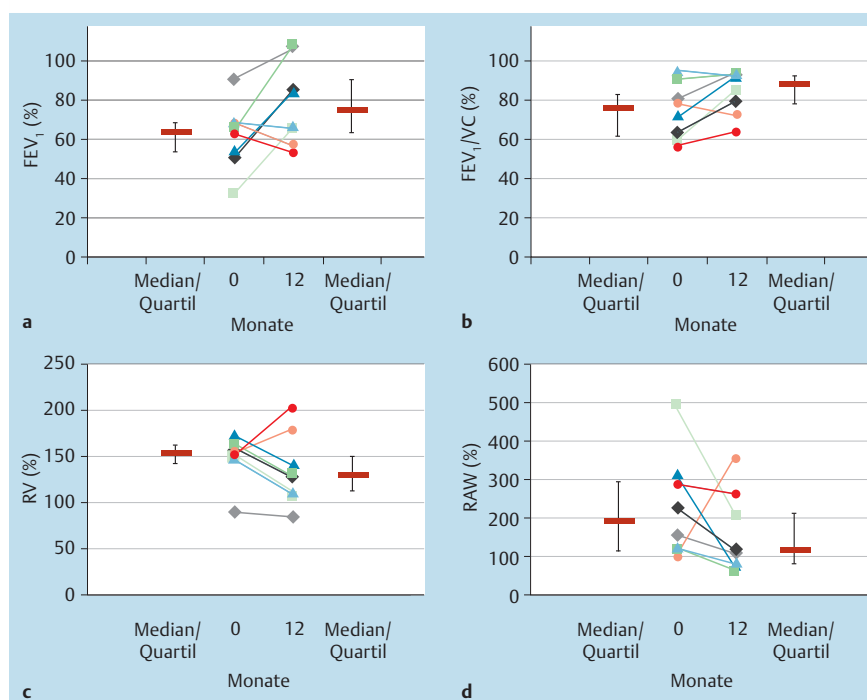 FEV₁ (%)
100
80
60
40
20
0
Median/ 0 12 Median/
Quartil Quartil
Monate
a
FEV₁/VC (%)
100
80
60
40
20
0
Median/ 0 12 Median/
Quartil Quartil
Monate
b
RV (%)
250
200
150
100
50
0
Median/ 0 12 Median/
Quartil Quartil
Monate
c
RAW (%)
600
500
400
300
200
100
0
Median/ 0 12 Median/
Quartil Quartil
Monate
d